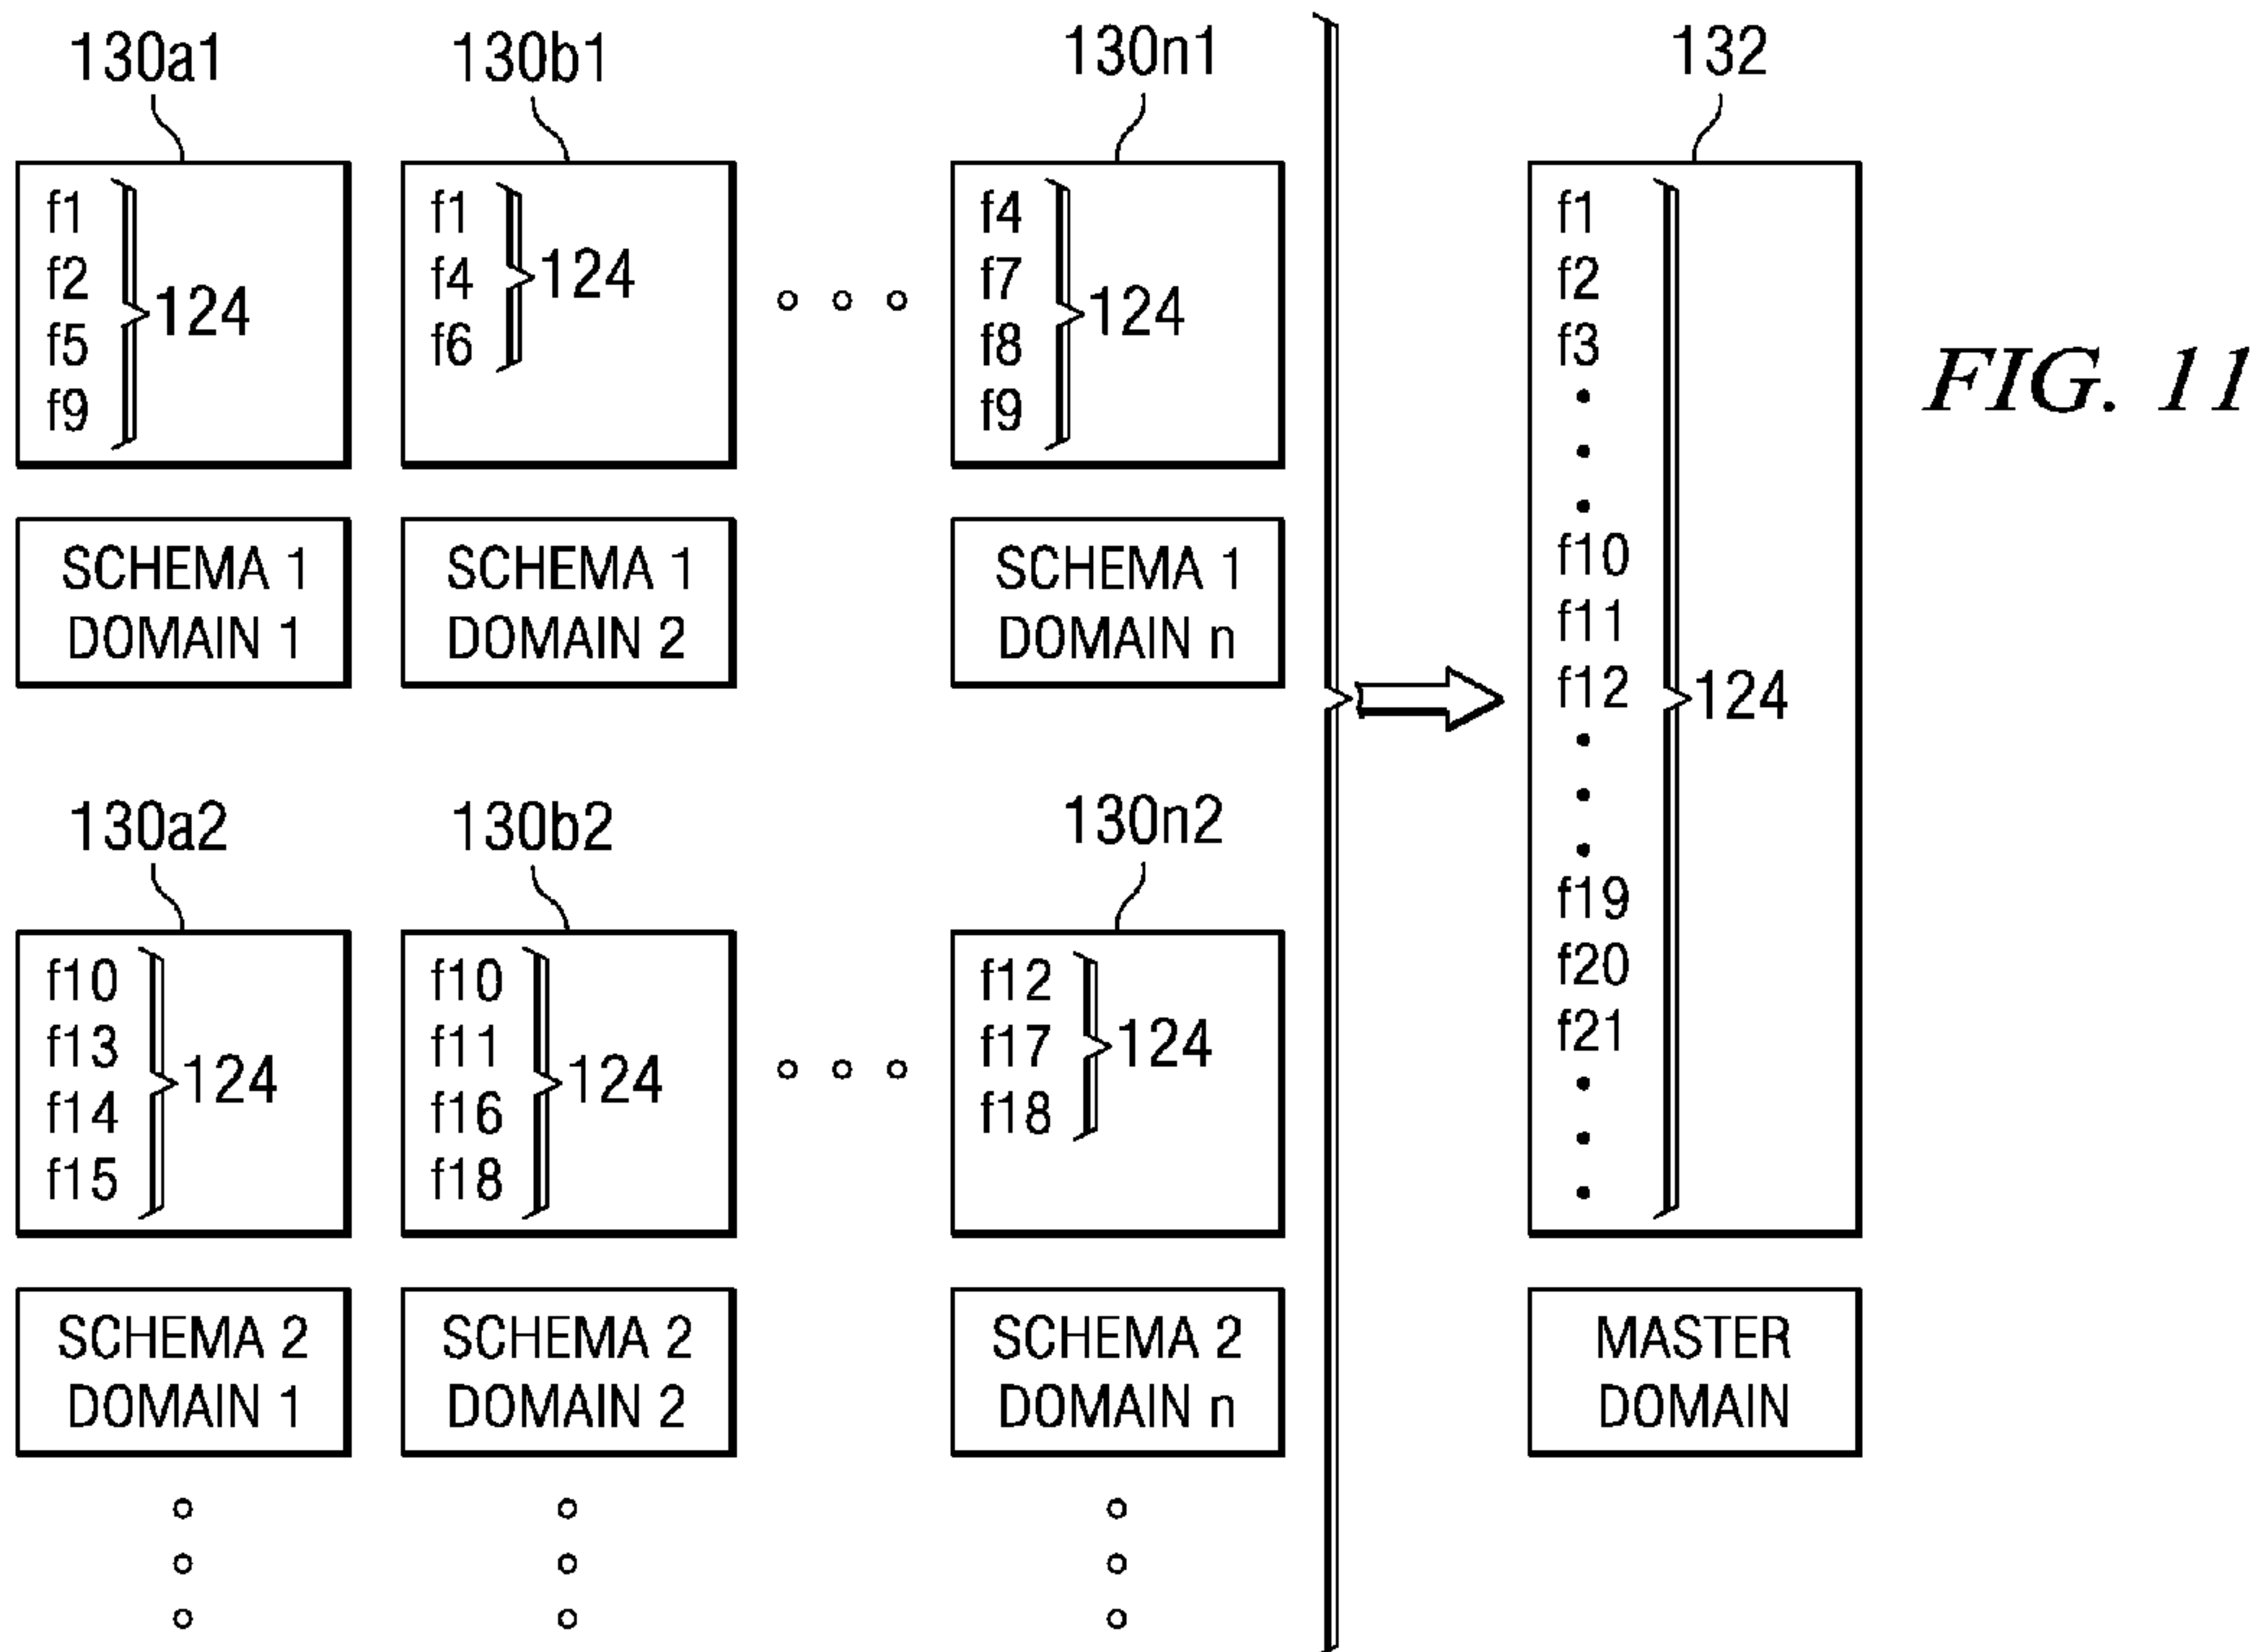 130a1
f1
f2
f5
f9
124
SCHEMA 1
DOMAIN 1
130b1
f1
f4
f6
124
SCHEMA 1
DOMAIN 2
130n1
f4
f7
f8
f9
124
SCHEMA 1
DOMAIN n
130a2
f10
f13
f14
f15
124
SCHEMA 2
DOMAIN 1
130b2
f10
f11
f16
f18
124
SCHEMA 2
DOMAIN 2
130n2
f12
f17
f18
124
SCHEMA 2
DOMAIN n
132
f1
f2
f3
f10
f11
f12
f19
f20
f21
124
MASTER
DOMAIN
FIG. 11